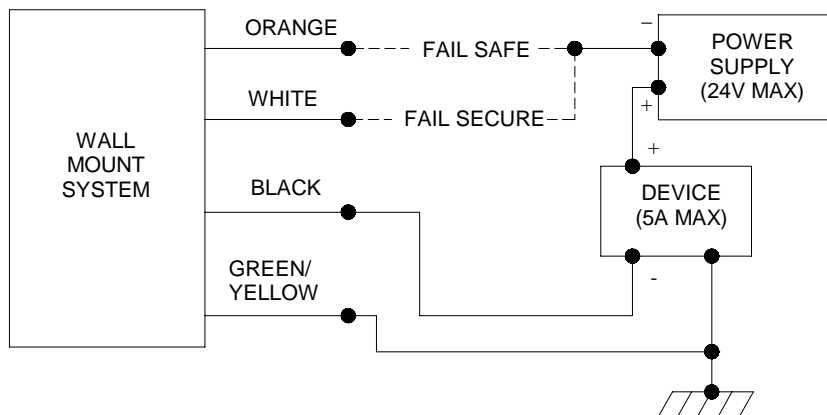 WALL
MOUNT
SYSTEM
ORANGE
FAIL SAFE
WHITE
FAIL SECURE
BLACK
GREEN/
YELLOW
−
POWER
SUPPLY
(24V MAX)
+
+
DEVICE
(5A MAX)
-